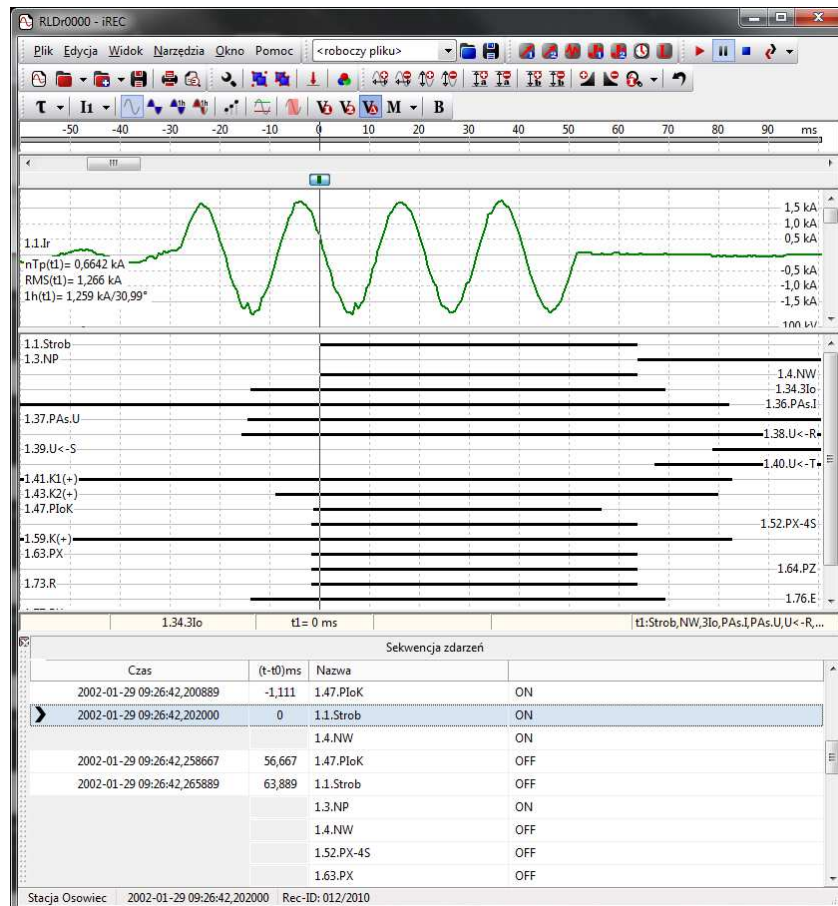 RLDr0000 - iREC
Plik Edycja Widok Narzędzia Okno Pomoc <roboczy pliku>
τ I1 M B
-50 -40 -30 -20 -10 0 10 20 30 40 50 60 70 80 90 ms
1,5 kA
1,0 kA
0,5 kA
1.1.Ir
nTp(t1)= 0,6642 kA
RMS(t1)= 1,266 kA
1h(t1)= 1,259 kA/30,99°
-0,5 kA
-1,0 kA
-1,5 kA
100 kV
1.1.Strob
1.3.NP
1.4.NW
1.34.3Io
1.36.PAs.I
1.37.PAs.U
1.38.U<-R
1.39.U<-S
1.40.U<-T
1.41.K1(+)
1.43.K2(+)
1.47.PIoK
1.52.PX-4S
1.59.K(+)
1.63.PX
1.64.PZ
1.73.R
1.76.E
1.34.3Io t1= 0 ms t1:Strob,NW,3Io,PAs.I,PAs.U,U<-R,...
Sekwencja zdarzeń
Czas (t-t0)ms Nazwa
2002-01-29 09:26:42,200889 -1,111 1.47.PIoK ON
2002-01-29 09:26:42,202000 0 1.1.Strob ON
1.4.NW ON
2002-01-29 09:26:42,258667 56,667 1.47.PIoK OFF
2002-01-29 09:26:42,265889 63,889 1.1.Strob OFF
1.3.NP ON
1.4.NW OFF
1.52.PX-4S OFF
1.63.PX OFF
Stacja Osowiec 2002-01-29 09:26:42,202000 Rec-ID: 012/2010